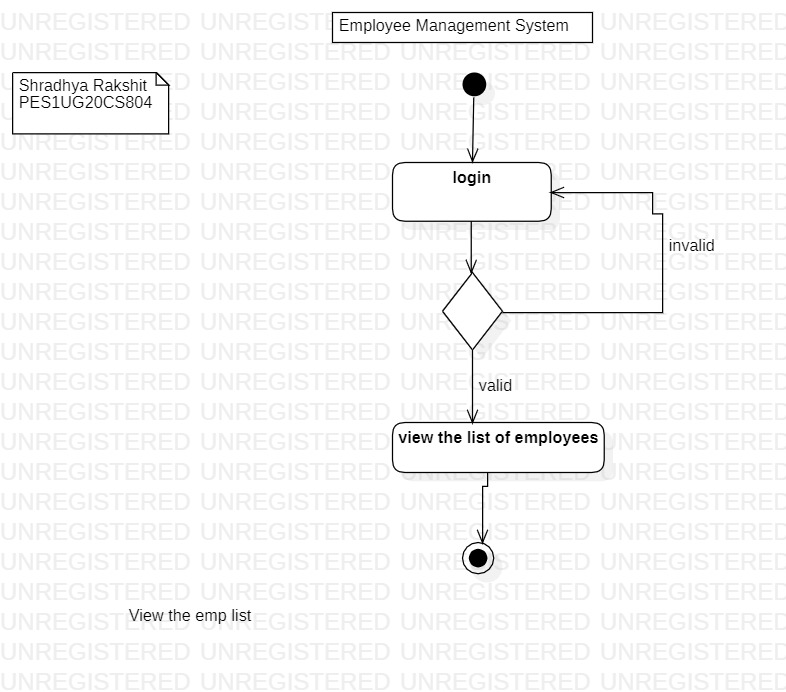 Employee Management System
Shradhya Rakshit
PES1UG20CS804
login
invalid
valid
view the list of employees
View the emp list
UNREGISTERED